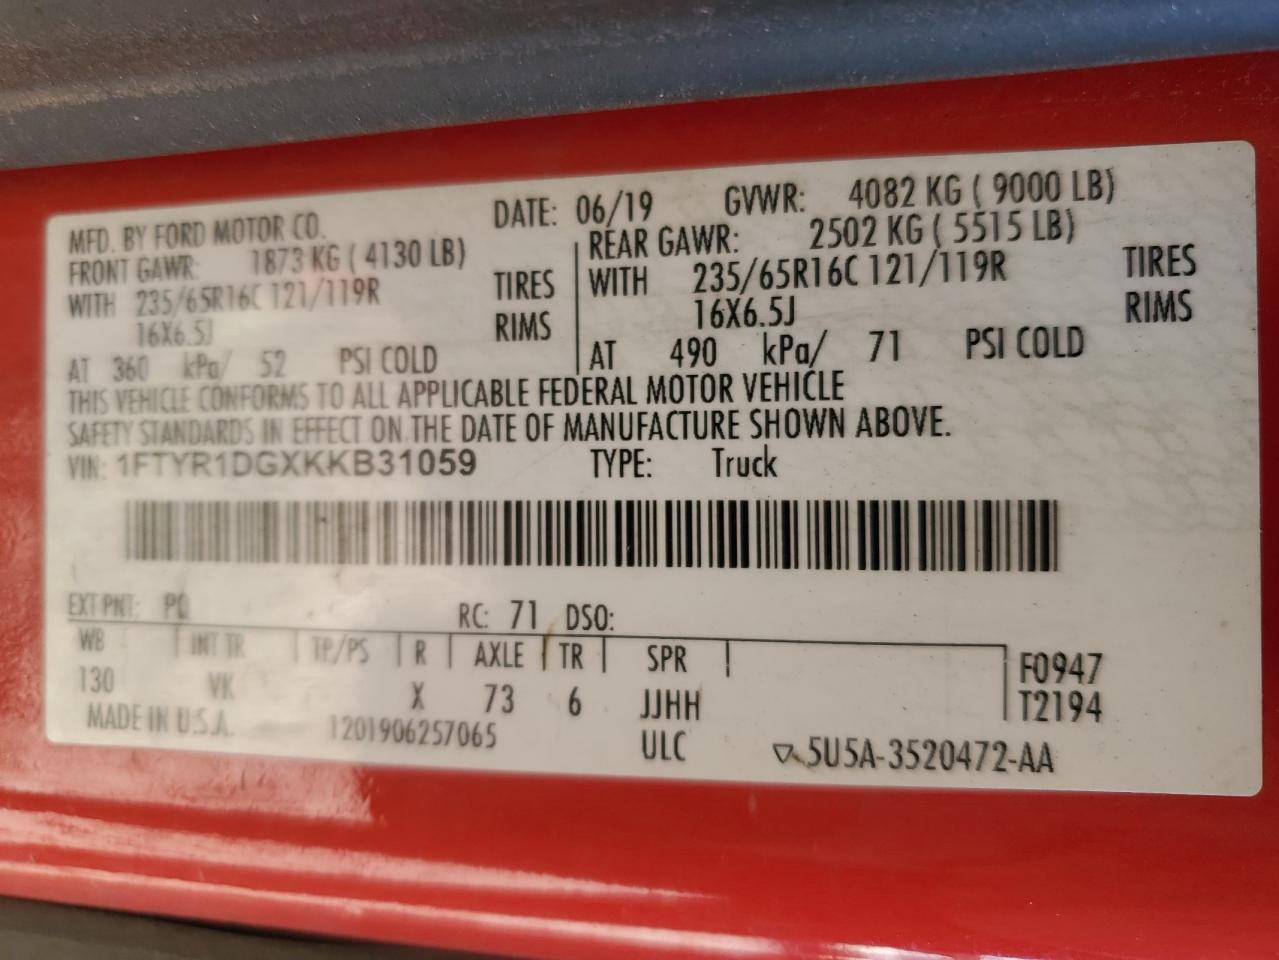 MFD. BY FORD MOTOR CO. DATE: 06/19 GVWR: 4082 KG ( 9000 LB)
FRONT GAWR: 1873 KG ( 4130 LB) REAR GAWR: 2502 KG ( 5515 LB)
WITH 235/65R16C 121/119R TIRES WITH 235/65R16C 121/119R TIRES
16X6.5J RIMS 16X6.5J RIMS
AT 360 kPa/ 52 PSI COLD AT 490 kPa/ 71 PSI COLD
THIS VEHICLE CONFORMS TO ALL APPLICABLE FEDERAL MOTOR VEHICLE
SAFETY STANDARDS IN EFFECT ON THE DATE OF MANUFACTURE SHOWN ABOVE.
VIN: 1FTYR1DGXKKB31059 TYPE: Truck
EXT PNT: PQ RC: 71 DSO:
WB INT TR TP/PS R AXLE TR SPR F0947
130 VK X 73 6 JJHH T2194
MADE IN U.S.A. 1201906257065 ULC 5U5A-3520472-AA